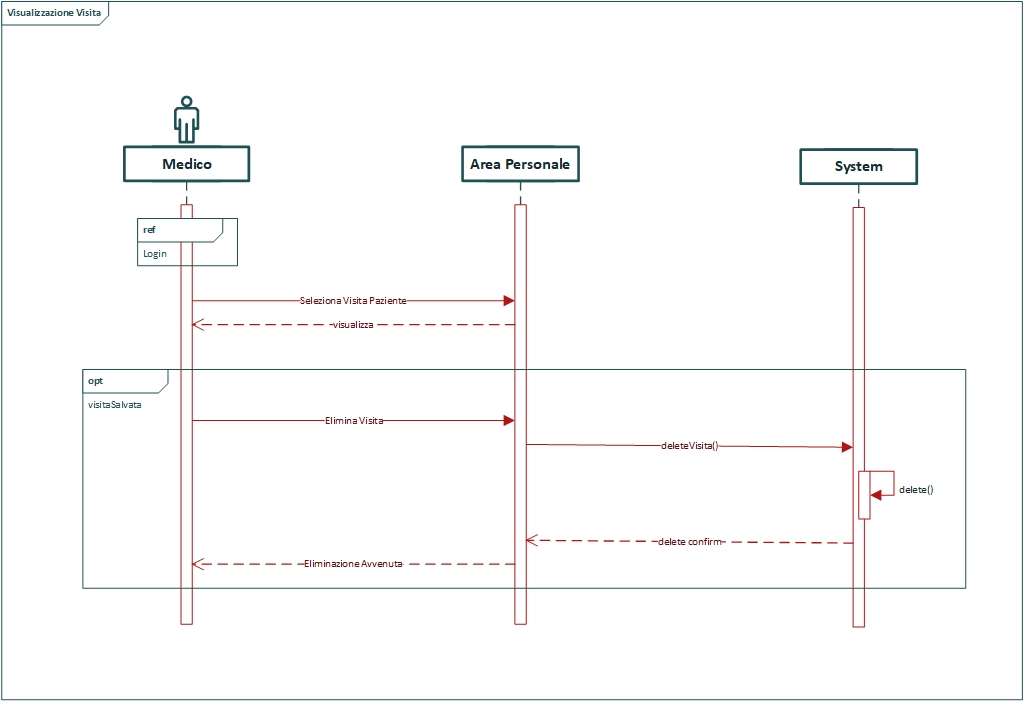 Visualizzazione Visita
Medico
Area Personale
System
ref
Login
Seleziona Visita Paziente
visualizza
opt
visitaSalvata
Elimina Visita
deleteVisita()
delete()
delete confirm
Eliminazione Avvenuta